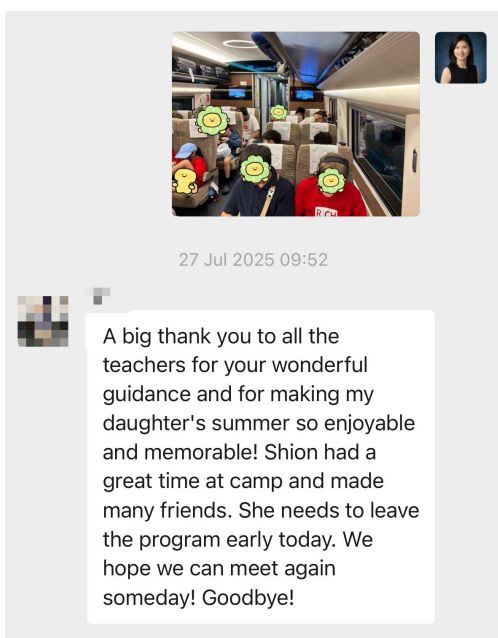 27 Jul 2025 09:52
A big thank you to all the
teachers for your wonderful
guidance and for making my
daughter's summer so enjoyable
and memorable! Shion had a
great time at camp and made
many friends. She needs to leave
the program early today. We
hope we can meet again
someday! Goodbye!